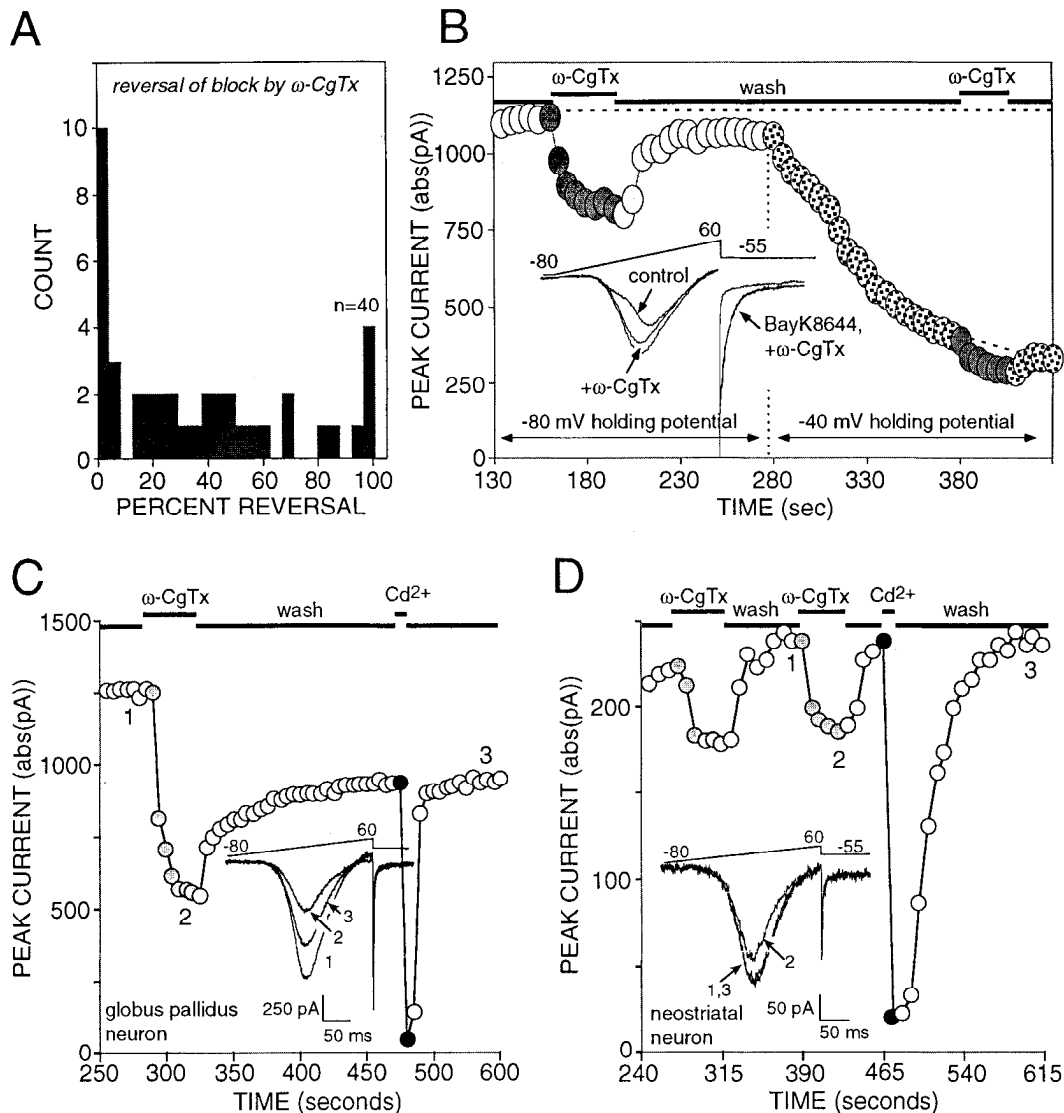 A
reversal of block by ω-CgTx
10
8
6
4
2
0
COUNT
n=40
0 20 40 60 80 100
PERCENT REVERSAL
B
ω-CgTx
wash
ω-CgTx
1250
1000
750
500
250
0
PEAK CURRENT (abs(pA))
-80
60
-55
control
+ω-CgTx
BayK8644,
+ω-CgTx
-80 mV holding potential
-40 mV holding potential
130 180 230 280 330 380
TIME (sec)
C
ω-CgTx
wash
Cd2+
1500
1000
500
0
PEAK CURRENT (abs(pA))
1
2
3
-80
60
3
2
1
250 pA
50 ms
globus pallidus
neuron
250 300 350 400 450 500 600
TIME (seconds)
D
ω-CgTx
wash
ω-CgTx
Cd2+
wash
200
100
0
PEAK CURRENT (abs(pA))
1
2
3
-80
60
-55
2
1,3
50 pA
50 ms
neostriatal
neuron
240 315 390 465 540 615
TIME (seconds)